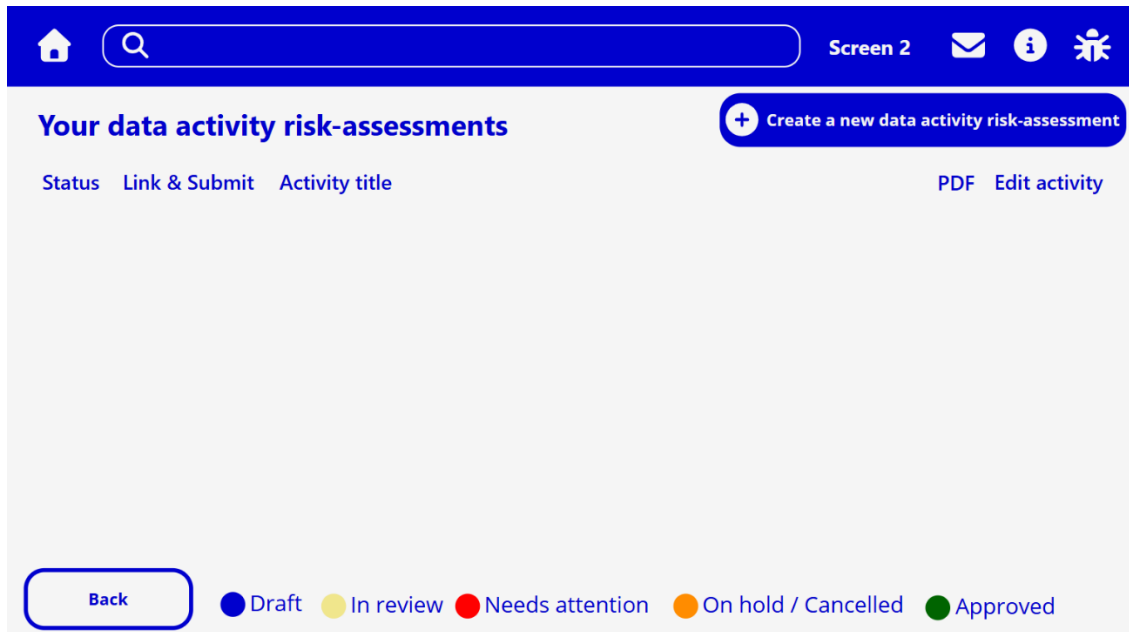 Screen 2
Your data activity risk-assessments
Create a new data activity risk-assessment
Status Link & Submit Activity title PDF Edit activity
Back Draft In review Needs attention On hold / Cancelled Approved